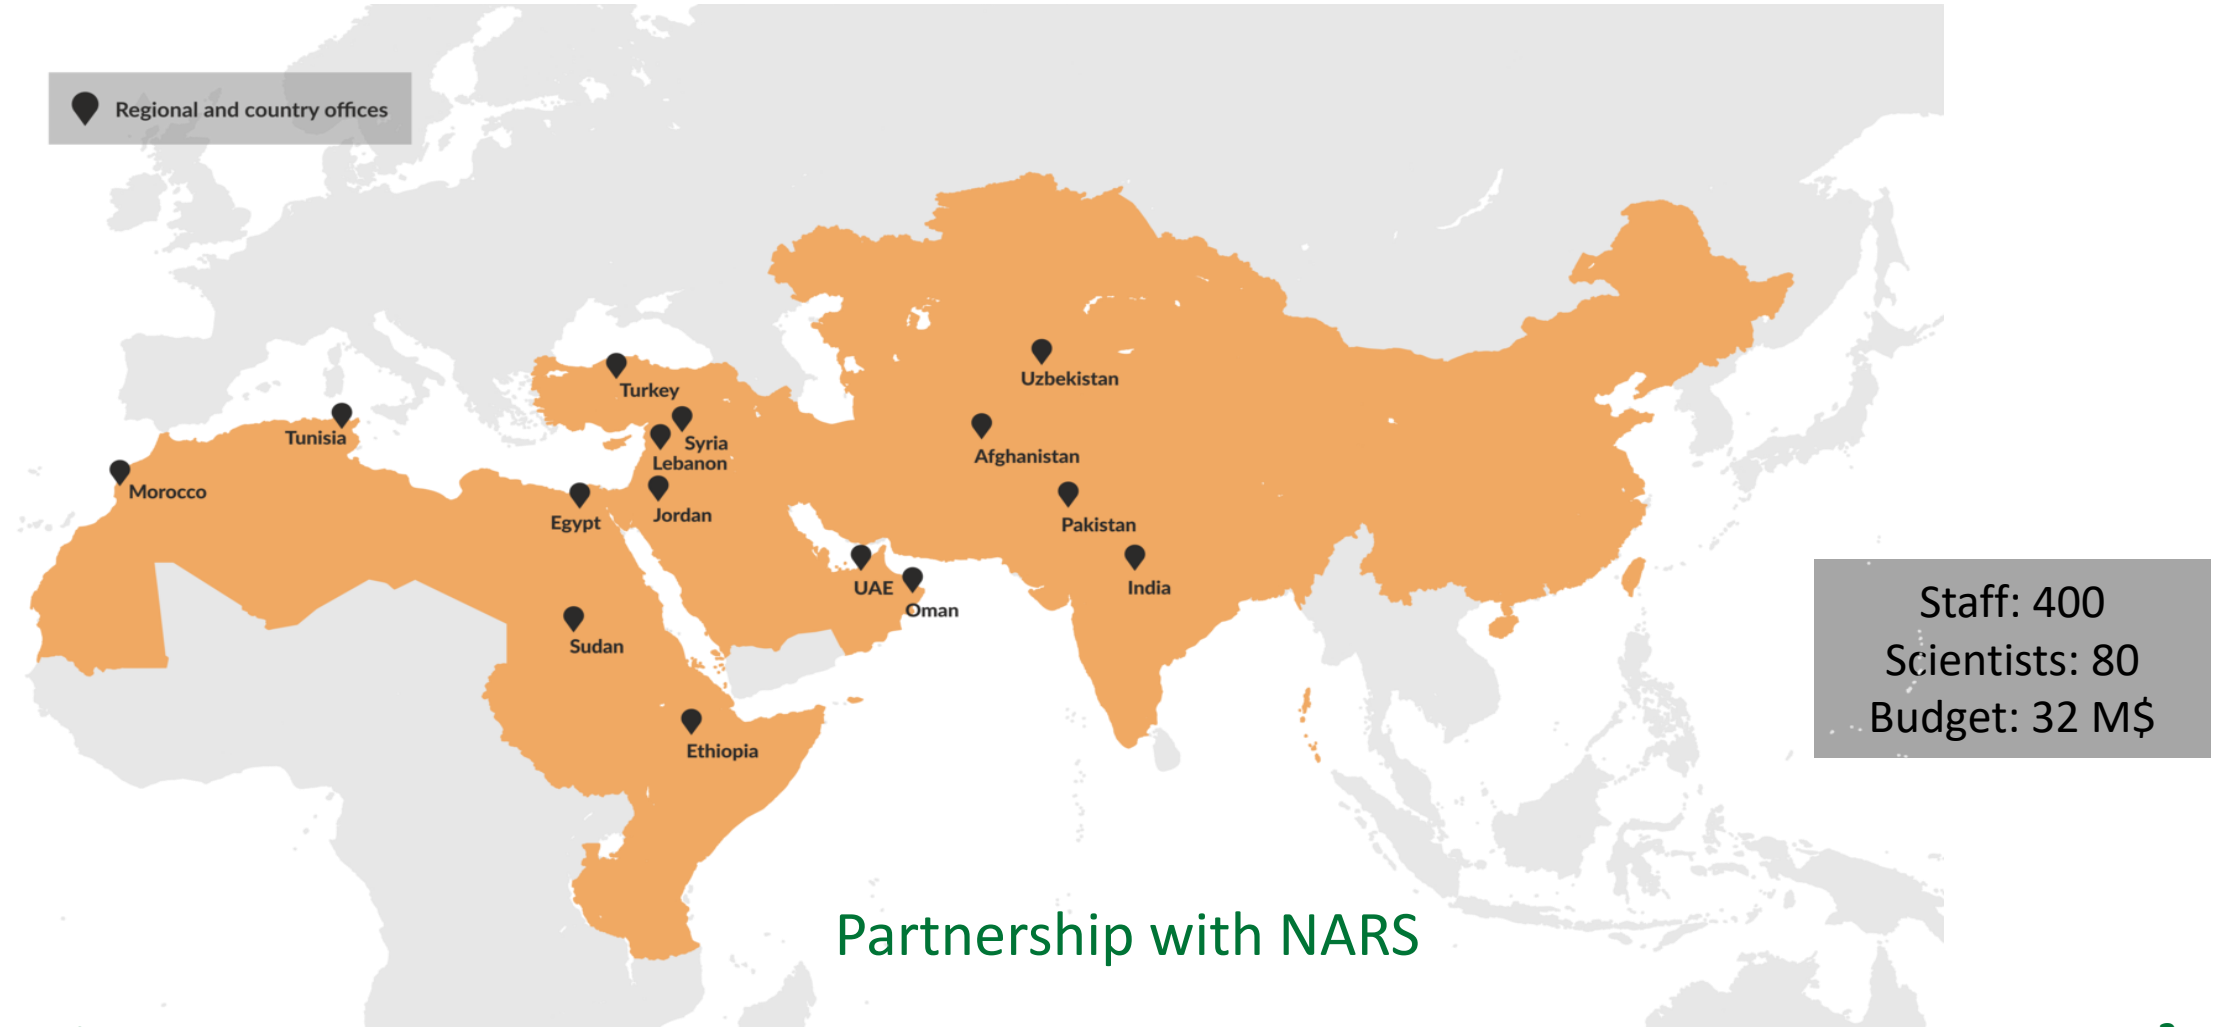 Regional and country offices
Turkey
Uzbekistan
Tunisia
Syria
Afghanistan
Lebanon
Morocco
Jordan
Egypt
Pakistan
UAE
India
Oman
Sudan
Ethiopia
Staff: 400
Scientists: 80
Budget: 32 M$
Partnership with NARS